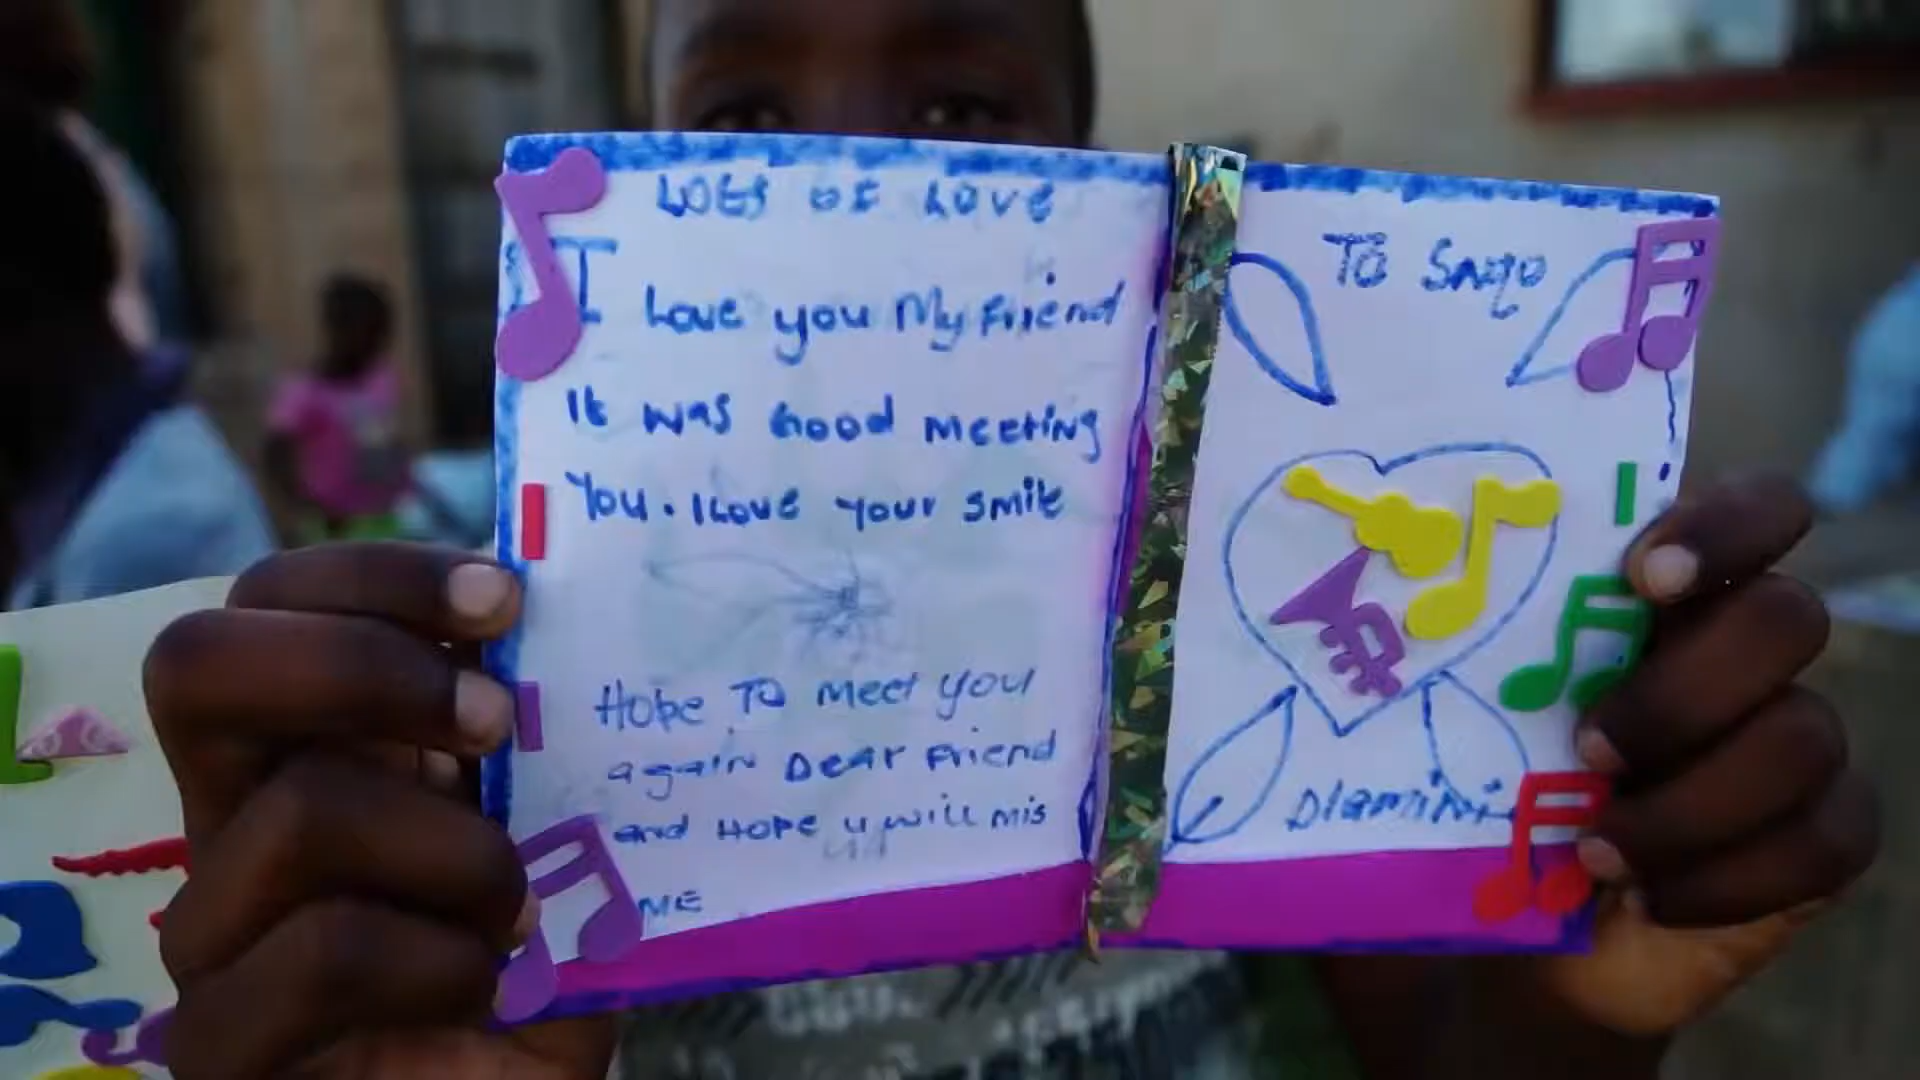 LOts OF LOVE
I Love you My Friend
It was Good meeting
You. I Love your smile
Hope TO meet you
again Dear Friend
and Hope u will mis
ME
TO
Dlamini